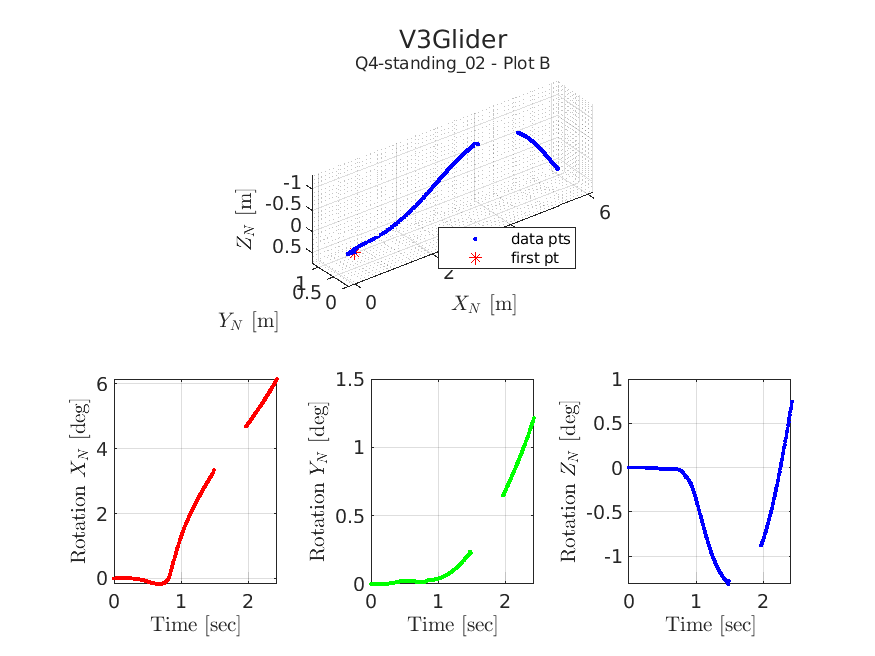 V3Glider
Q4-standing_02 - Plot B
-1
-0.5
0
0.5
Z_N [m]
1
0.5
0
Y_N [m]
0
2
6
X_N [m]
data pts
first pt
6
4
2
0
Rotation X_N [deg]
0 1 2
Time [sec]
1.5
1
0.5
0
Rotation Y_N [deg]
0 1 2
Time [sec]
1
0.5
0
-0.5
-1
Rotation Z_N [deg]
0 1 2
Time [sec]